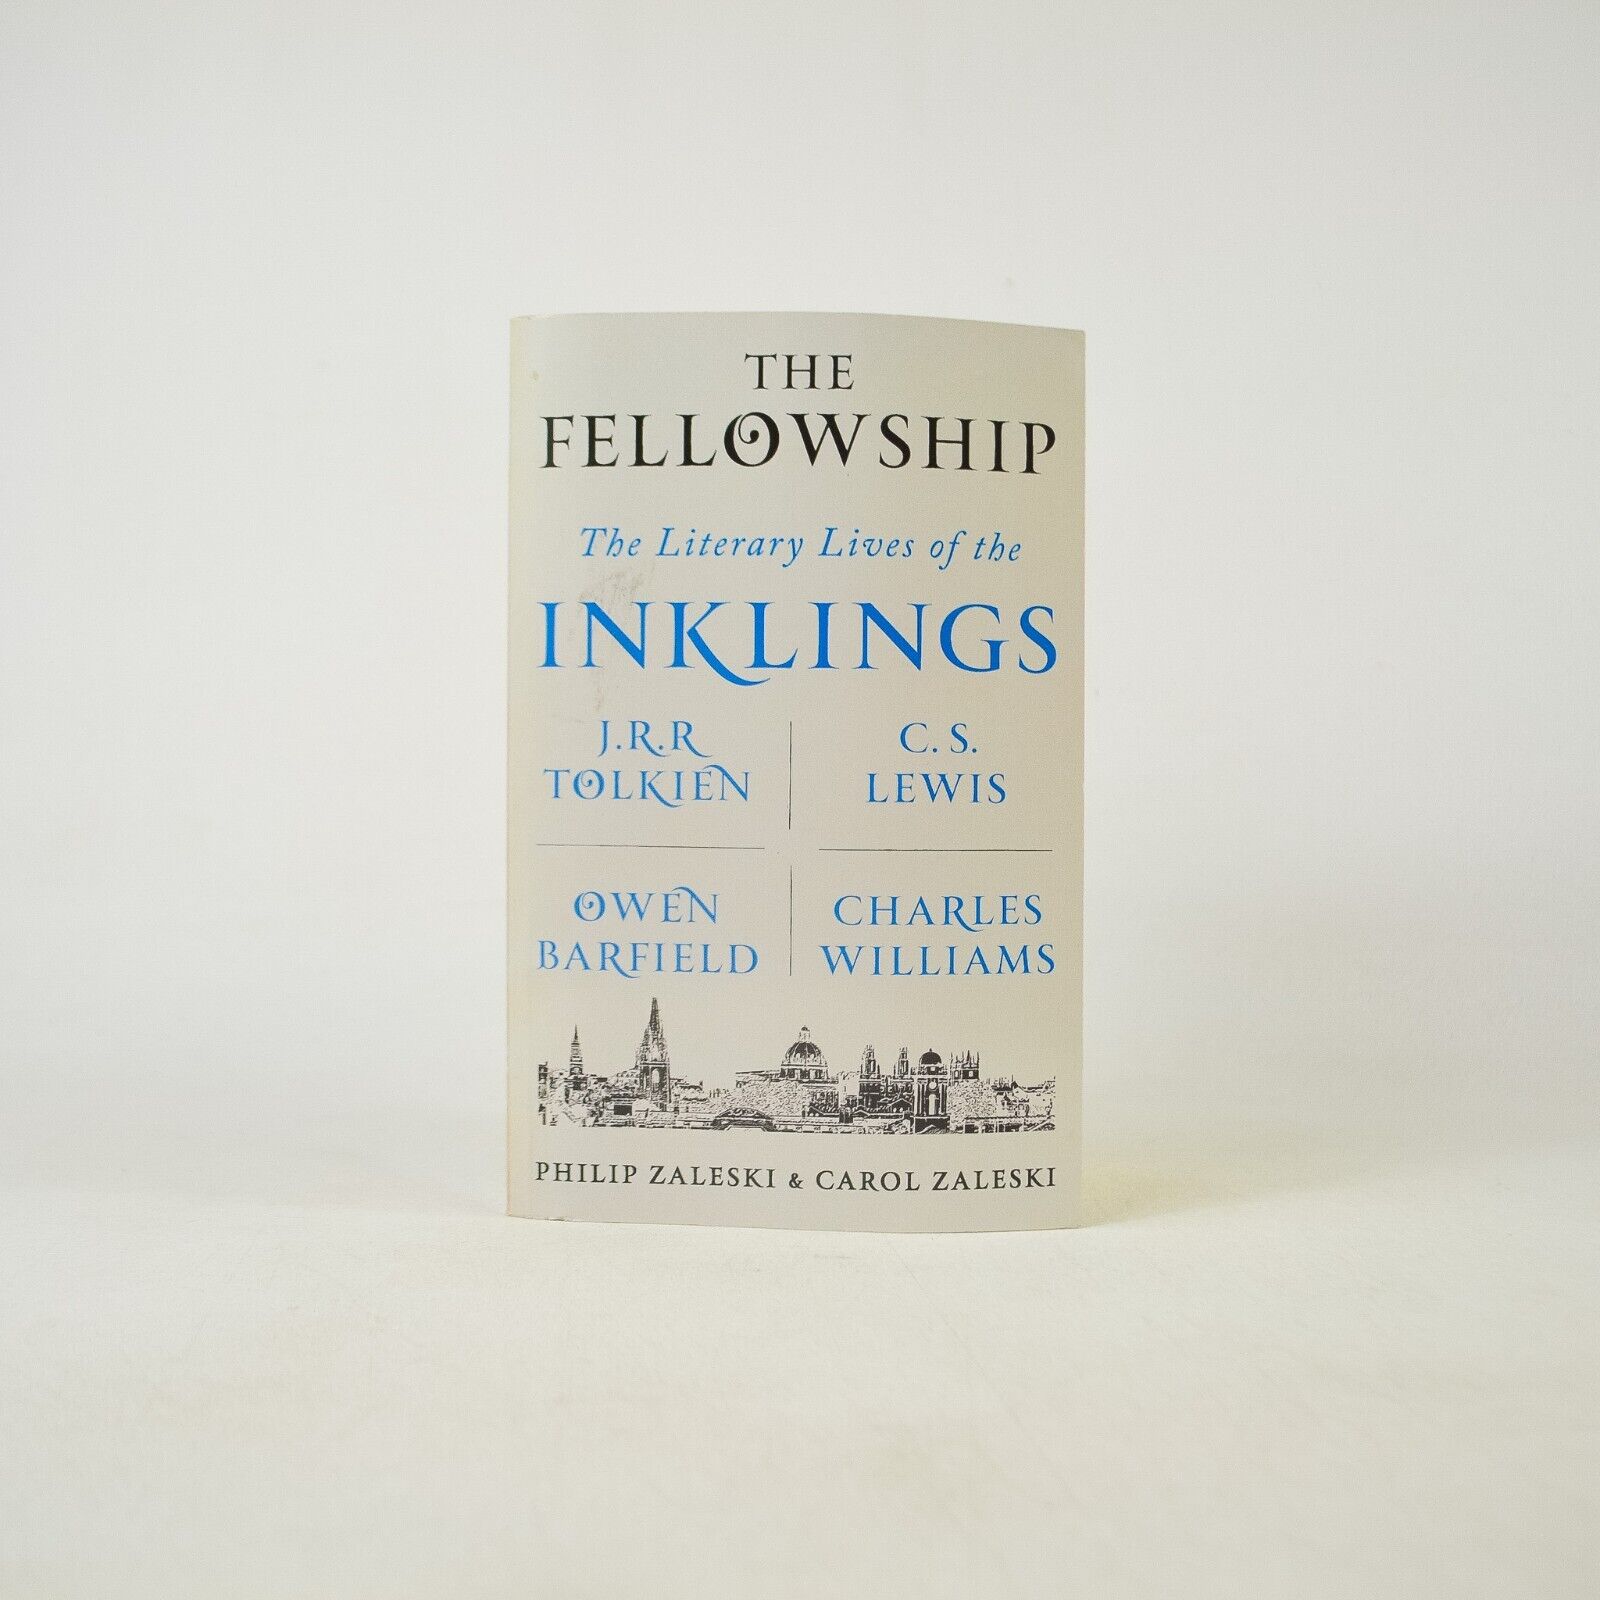 THE
FELLOWSHIP
The Literary Lives of the
INKLINGS
J.R.R
TOLKIEN
C. S.
LEWIS
OWEN
BARFIELD
CHARLES
WILLIAMS
PHILIP ZALESKI & CAROL ZALESKI